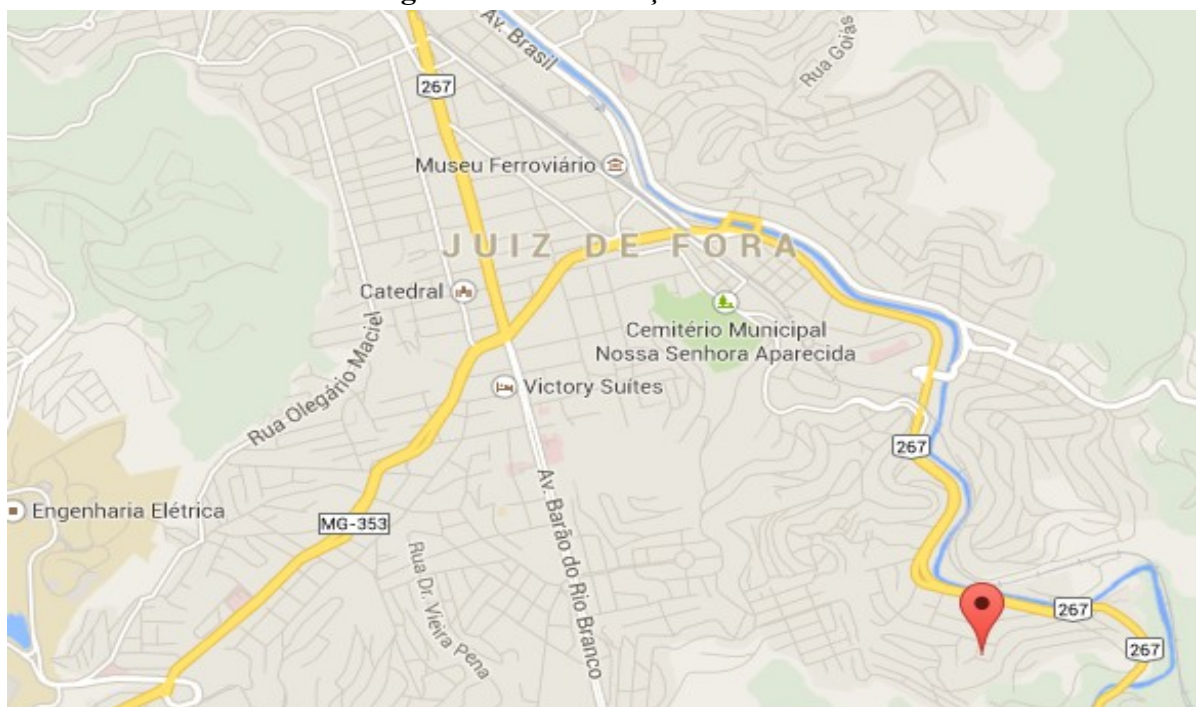 Av. Brasil
Rua Goiás
267
Museu Ferroviário
JUIZ DE FORA
Catedral
Cemitério Municipal
Nossa Senhora Aparecida
Rua Olegário Maciel
Victory Suítes
267
Engenharia Elétrica
MG-353
Av. Barão do Rio Branco
Rua Dr. Vieira Pena
267
267